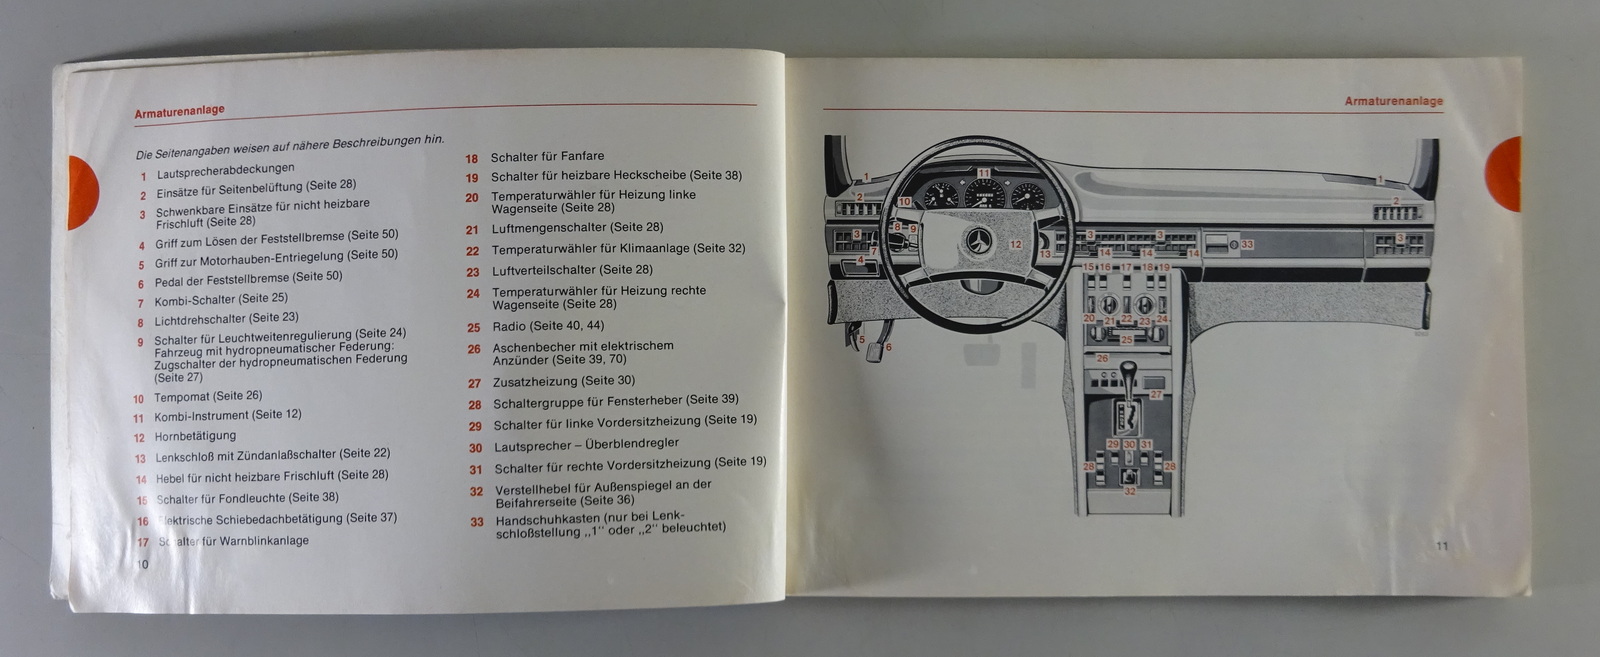 Armaturenanlage
Die Seitenangaben weisen auf nähere Beschreibungen hin.
1 Lautsprecherabdeckungen
2 Einsätze für Seitenbelüftung (Seite 28)
3 Schwenkbare Einsätze für nicht heizbare
Frischluft (Seite 28)
4 Griff zum Lösen der Feststellbremse (Seite 50)
5 Griff zur Motorhauben-Entriegelung (Seite 50)
6 Pedal der Feststellbremse (Seite 50)
7 Kombi-Schalter (Seite 25)
8 Lichtdrehschalter (Seite 23)
9 Schalter für Leuchtweitenregulierung (Seite 24)
Fahrzeug mit hydropneumatischer Federung:
Zugschalter der hydropneumatischen Federung
(Seite 27)
10 Tempomat (Seite 26)
11 Kombi-Instrument (Seite 12)
12 Hornbetätigung
13 Lenkschloß mit Zündanlaßschalter (Seite 22)
14 Hebel für nicht heizbare Frischluft (Seite 28)
15 Schalter für Fondleuchte (Seite 38)
16 Elektrische Schiebedachbetätigung (Seite 37)
17 Schalter für Warnblinkanlage
10
18 Schalter für Fanfare
19 Schalter für heizbare Heckscheibe (Seite 38)
20 Temperaturwähler für Heizung linke
Wagenseite (Seite 28)
21 Luftmengenschalter (Seite 28)
22 Temperaturwähler für Klimaanlage (Seite 32)
23 Luftverteilschalter (Seite 28)
24 Temperaturwähler für Heizung rechte
Wagenseite (Seite 28)
25 Radio (Seite 40, 44)
26 Aschenbecher mit elektrischem
Anzünder (Seite 39, 70)
27 Zusatzheizung (Seite 30)
28 Schaltergruppe für Fensterheber (Seite 39)
29 Schalter für linke Vordersitzheizung (Seite 19)
30 Lautsprecher – Überblendregler
31 Schalter für rechte Vordersitzheizung (Seite 19)
32 Verstellhebel für Außenspiegel an der
Beifahrerseite (Seite 36)
33 Handschuhkasten (nur bei Lenk-
schloßstellung „1" oder „2" beleuchtet)
Armaturenanlage
1 11 1
2 10 2
3 8 9 12 3 3 33 3
4 7 13 14 14 14
15 16 17 18 19
20 21 22 23 24
5 6 25
26
27
29 30 31
28 28
32
11